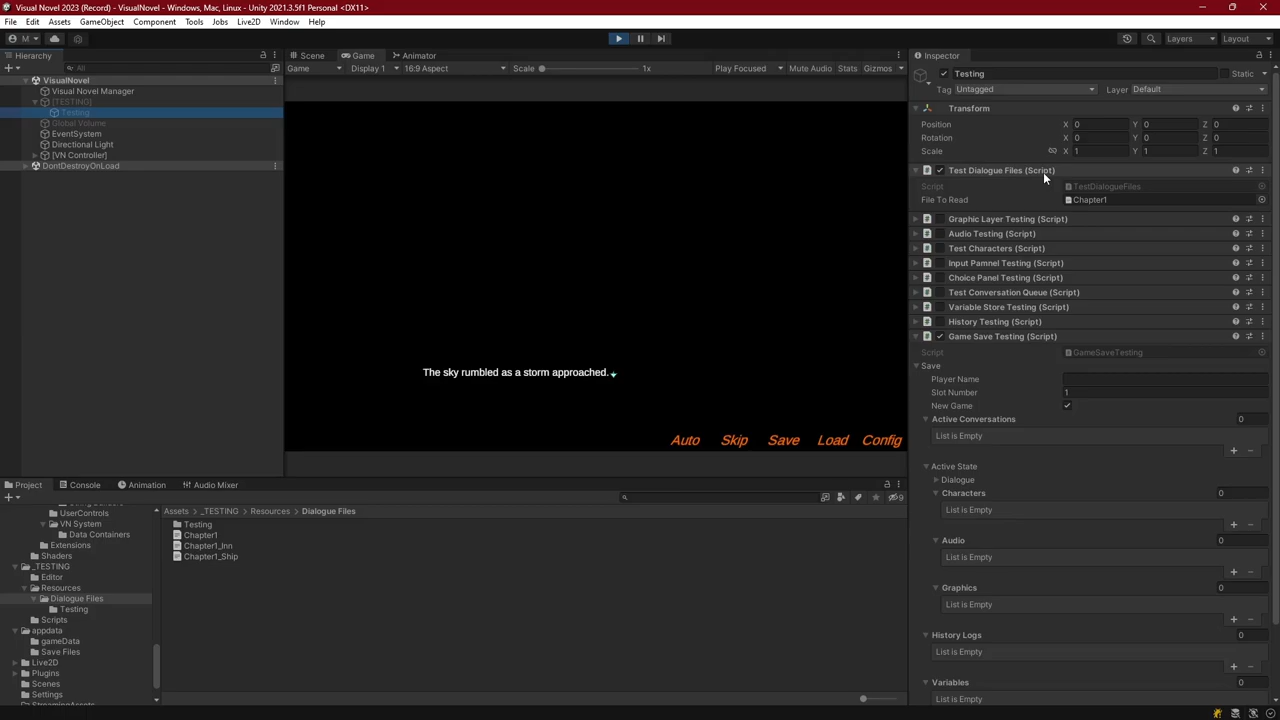 Visual Novel 2023 (Record) - VisualNovel - Windows, Mac, Linux - Unity 2021.3.5f1 Personal <DX11>
File Edit Assets GameObject Component Tools Jobs Live2D Window Help
M Layers Layout
Hierarchy
All
VisualNovel
Visual Novel Manager
[TESTING]
Testing
Global Volume
EventSystem
Directional Light
[VN Controller]
DontDestroyOnLoad
Scene Game Animator
Game Display 1 16:9 Aspect Scale 1x Play Focused Mute Audio Stats Gizmos
The sky rumbled as a storm approached.
Auto Skip Save Load Config
Inspector
Testing Static
Tag Untagged Layer Default
Transform
Position X 0 Y 0 Z 0
Rotation X 0 Y 0 Z 0
Scale X 1 Y 1 Z 1
Test Dialogue Files (Script)
Script TestDialogueFiles
File To Read Chapter1
Graphic Layer Testing (Script)
Audio Testing (Script)
Test Characters (Script)
Input Pamnel Testing (Script)
Choice Panel Testing (Script)
Test Conversation Queue (Script)
Variable Store Testing (Script)
History Testing (Script)
Game Save Testing (Script)
Script GameSaveTesting
Save
Player Name
Slot Number 1
New Game
Active Conversations 0
List is Empty
Active State
Dialogue
Characters 0
List is Empty
Audio 0
List is Empty
Graphics 0
List is Empty
History Logs 0
List is Empty
Variables 0
List is Empty
Project Console Animation Audio Mixer
9
UserControls
VN System
Data Containers
Extensions
Shaders
_TESTING
Editor
Resources
Dialogue Files
Testing
Scripts
appdata
gameData
Save Files
Live2D
Plugins
Scenes
Settings
Assets > _TESTING > Resources > Dialogue Files
Testing
Chapter1
Chapter1_Inn
Chapter1_Ship